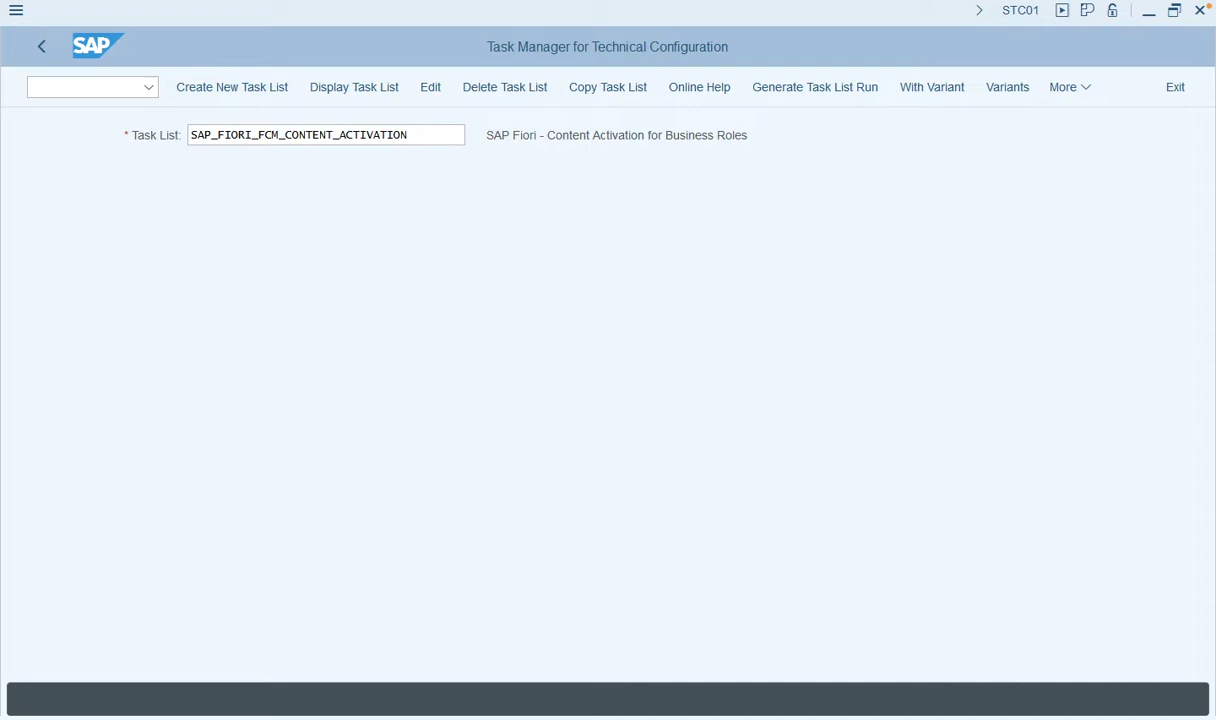 STC01
SAP
Task Manager for Technical Configuration
Create New Task List Display Task List Edit Delete Task List Copy Task List Online Help Generate Task List Run With Variant Variants More Exit
* Task List: SAP_FIORI_FCM_CONTENT_ACTIVATION SAP Fiori - Content Activation for Business Roles